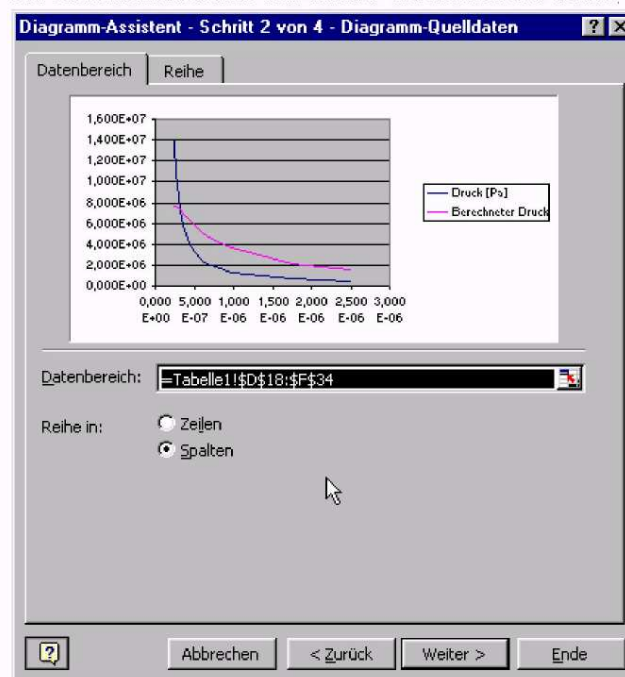 Diagramm-Assistent - Schritt 2 von 4 - Diagramm-Quelldaten
Datenbereich Reihe
1,600E+07
1,400E+07
1,200E+07
1,000E+07
8,000E+06
6,000E+06
4,000E+06
2,000E+06
0,000E+00
0,000 5,000 1,000 1,500 2,000 2,500 3,000
E+00 E-07 E-06 E-06 E-06 E-06 E-06
Druck [Pa]
Berechneter Druck
Datenbereich: =Tabelle1!$D$18:$F$34
Reihe in: Zeilen
Spalten
? Abbrechen < Zurück Weiter > Ende